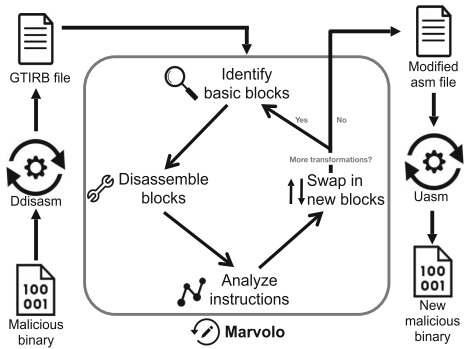 GTIRB file
Identify
basic blocks
Modified
asm file
Yes
No
More transformations?
Ddisasm
Disassemble
blocks
Swap in
new blocks
Uasm
100
001
Malicious
binary
Analyze
instructions
100
001
New
malicious
binary
Marvolo